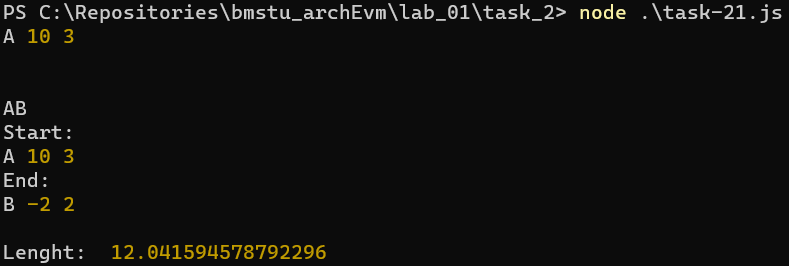 PS C:\Repositories\bmstu_archEvm\lab_01\task_2> node .\task-21.js
A 10 3
AB
Start:
A 10 3
End:
B -2 2
Lenght:  12.041594578792296